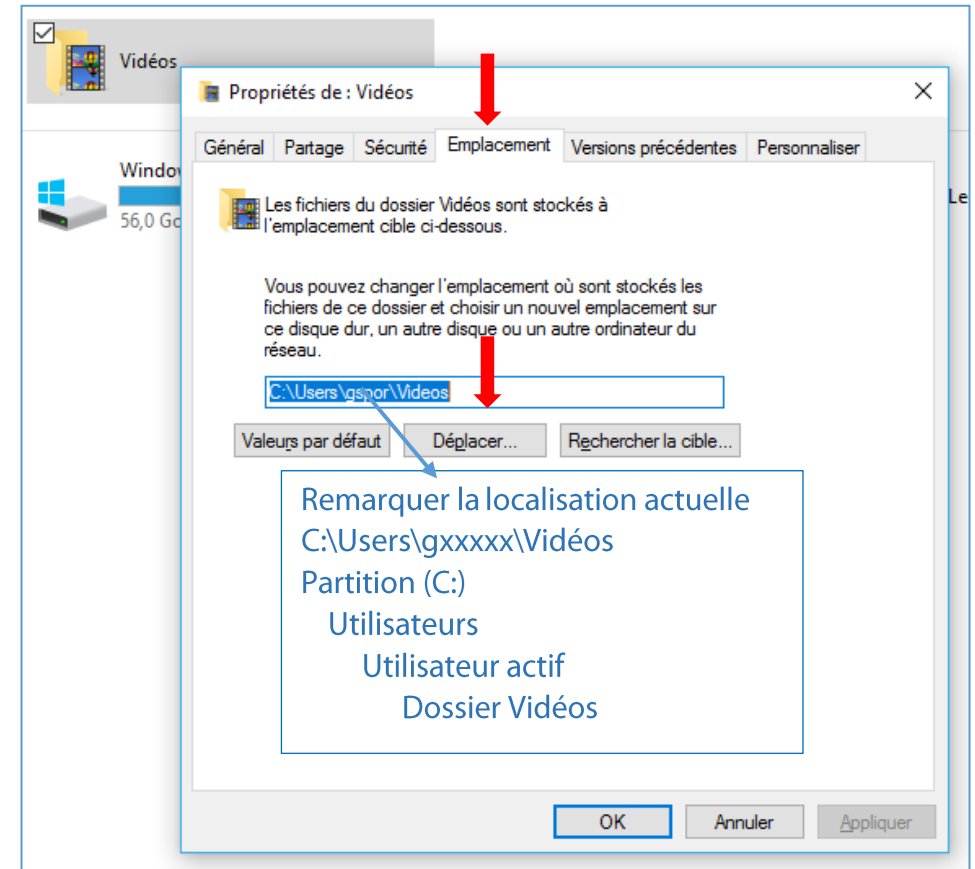 Vidéos
Propriétés de : Vidéos
Général Partage Sécurité Emplacement Versions précédentes Personnaliser
Windo
56,0 Go
Le
Les fichiers du dossier Vidéos sont stockés à
l'emplacement cible ci-dessous.
Vous pouvez changer l'emplacement où sont stockés les
fichiers de ce dossier et choisir un nouvel emplacement sur
ce disque dur, un autre disque ou un autre ordinateur du
réseau.
C:\Users\gspor\Videos
Valeurs par défaut Déplacer... Rechercher la cible...
Remarquer la localisation actuelle
C:\Users\gxxxxx\Vidéos
Partition (C:)
Utilisateurs
Utilisateur actif
Dossier Vidéos
OK Annuler Appliquer